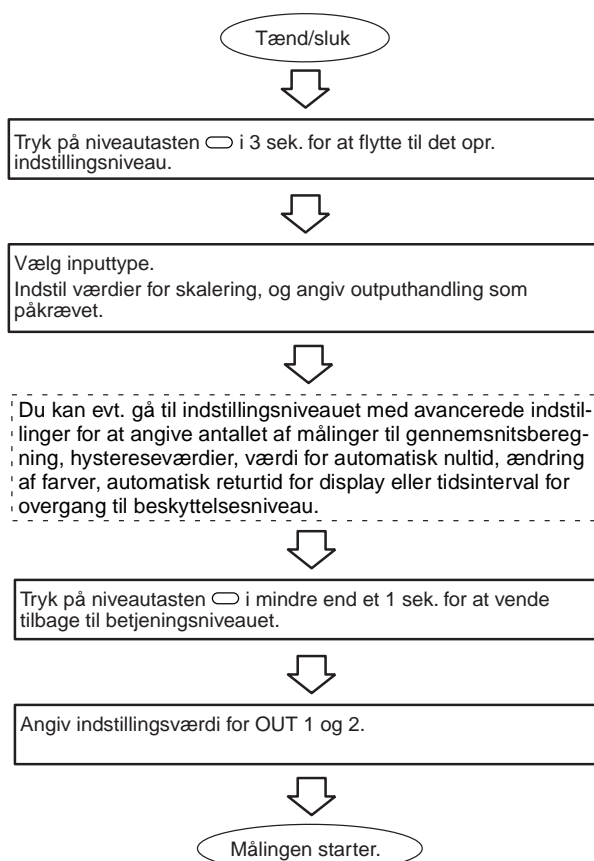 Tænd/sluk
Tryk på niveautasten i 3 sek. for at flytte til det opr.
indstillingsniveau.
Vælg inputtype.
Indstil værdier for skalering, og angiv outputhandling som
påkrævet.
Du kan evt. gå til indstillingsniveauet med avancerede indstil-
linger for at angive antallet af målinger til gennemsnitsbereg-
ning, hystereseværdier, værdi for automatisk nultid, ændring
af farver, automatisk returtid for display eller tidsinterval for
overgang til beskyttelsesniveau.
Tryk på niveautasten i mindre end et 1 sek. for at vende
tilbage til betjeningsniveauet.
Angiv indstillingsværdi for OUT 1 og 2.
Målingen starter.